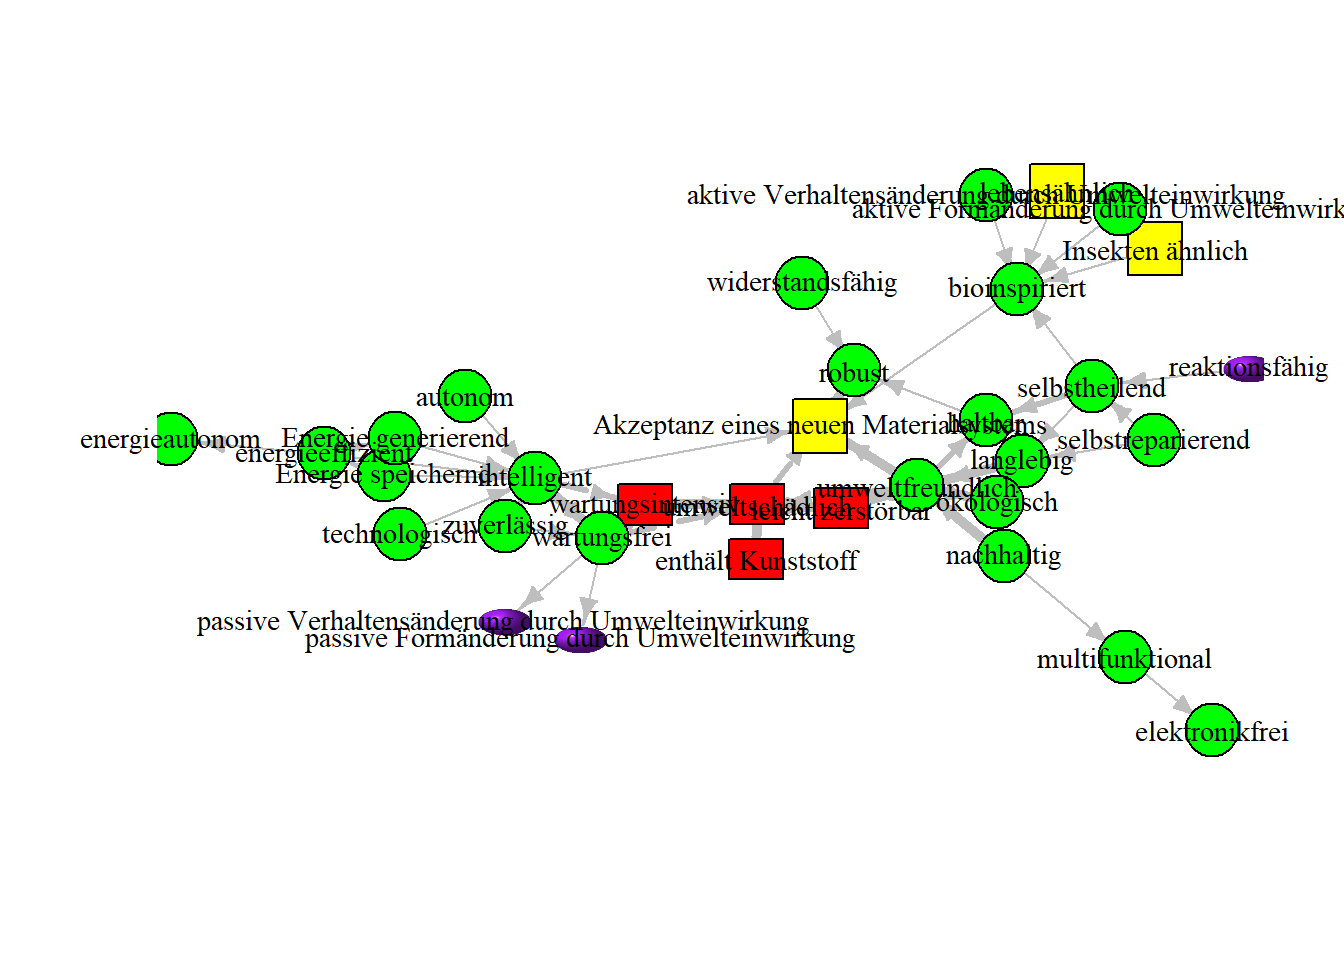 aktive Verhaltensänderung durch Umwelteinwirkung
lebensähnlich
aktive Formänderung durch Umwelteinwirk
Insekten ähnlich
widerstandsfähig
bioinspiriert
reaktionsfähig
robust
selbstheilend
autonom
Akzeptanz eines neuen Materialsystems
haltbar
energieautonom
Energie generierend
energieeffizient
selbstreparierend
langlebig
Energie speichernd
intelligent
umweltfreundlich
ökologisch
wartungsintensiv
umweltschädlich
leicht zerstörbar
technologisch
zuverlässig
wartungsfrei
nachhaltig
enthält Kunststoff
passive Verhaltensänderung durch Umwelteinwirkung
passive Formänderung durch Umwelteinwirkung
multifunktional
elektronikfrei